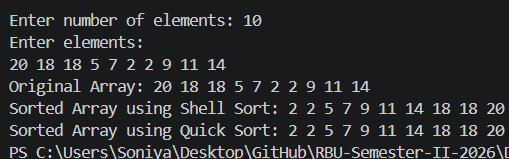 Enter number of elements: 10
Enter elements:
20 18 18 5 7 2 2 9 11 14
Original Array: 20 18 18 5 7 2 2 9 11 14
Sorted Array using Shell Sort: 2 2 5 7 9 11 14 18 18 20
Sorted Array using Quick Sort: 2 2 5 7 9 11 14 18 18 20
PS C:\Users\Soniya\Desktop\GitHub\RBU-Semester-II-2026\D